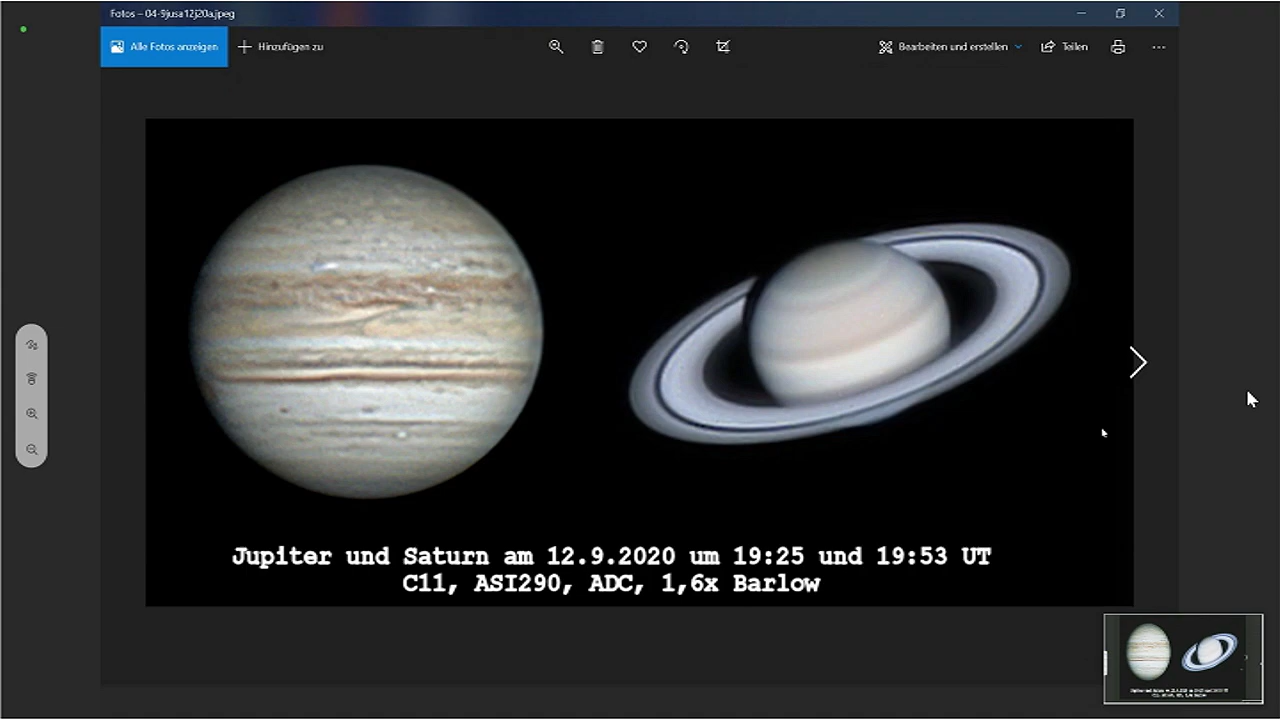 Fotos – 04-9jusa12j20a.jpeg
Alle Fotos anzeigen
Hinzufügen zu
Bearbeiten und erstellen
Teilen
Jupiter und Saturn am 12.9.2020 um 19:25 und 19:53 UT
C11, ASI290, ADC, 1,6x Barlow